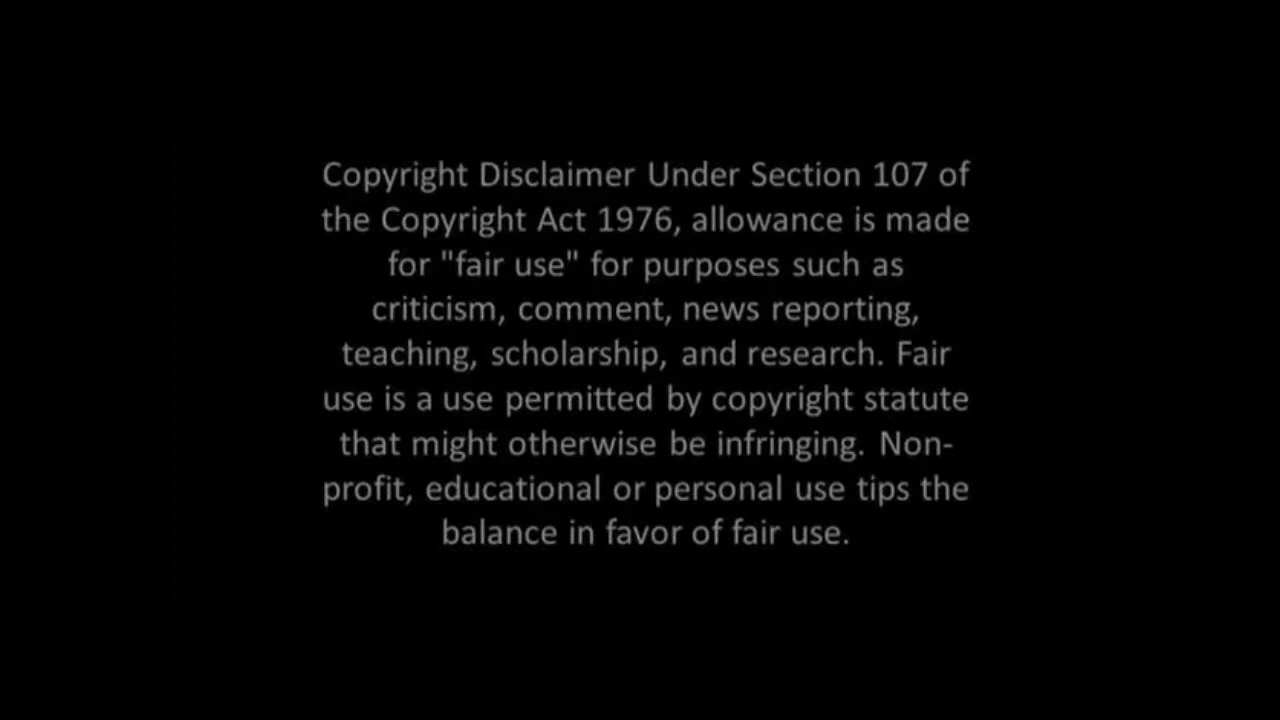 Copyright Disclaimer Under Section 107 of
the Copyright Act 1976, allowance is made
for "fair use" for purposes such as
criticism, comment, news reporting,
teaching, scholarship, and research. Fair
use is a use permitted by copyright statute
that might otherwise be infringing. Non-
profit, educational or personal use tips the
balance in favor of fair use.